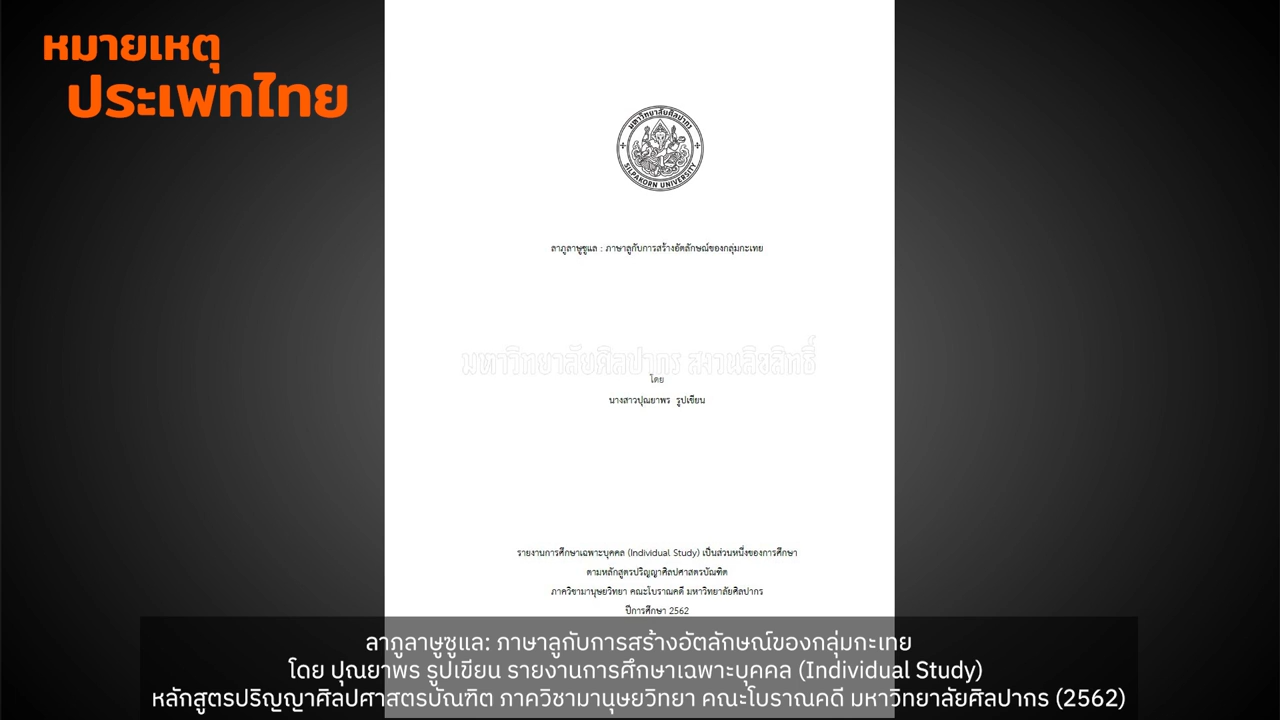 หมายเหตุ
ประเพทไทย
มหาวิทยาลัยศิลปากร
SILPAKORN UNIVERSITY
ลาภูลาษูซูแล : ภาษาลูกับการสร้างอัตลักษณ์ของกลุ่มกะเทย
มหาวิทยาลัยศิลปากร สงวนลิขสิทธิ์
โดย
นางสาวปุณยาพร รูปเขียน
รายงานการศึกษาเฉพาะบุคคล (Individual Study) เป็นส่วนหนึ่งของการศึกษา
ตามหลักสูตรปริญญาศิลปศาสตรบัณฑิต
ภาควิชามานุษยวิทยา คณะโบราณคดี มหาวิทยาลัยศิลปากร
ปีการศึกษา 2562
ลาภูลาษูซูแล: ภาษาลูกับการสร้างอัตลักษณ์ของกลุ่มกะเทย
โดย ปุณยาพร รูปเขียน รายงานการศึกษาเฉพาะบุคคล (Individual Study)
หลักสูตรปริญญาศิลปศาสตรบัณฑิต ภาควิชามานุษยวิทยา คณะโบราณคดี มหาวิทยาลัยศิลปากร (2562)